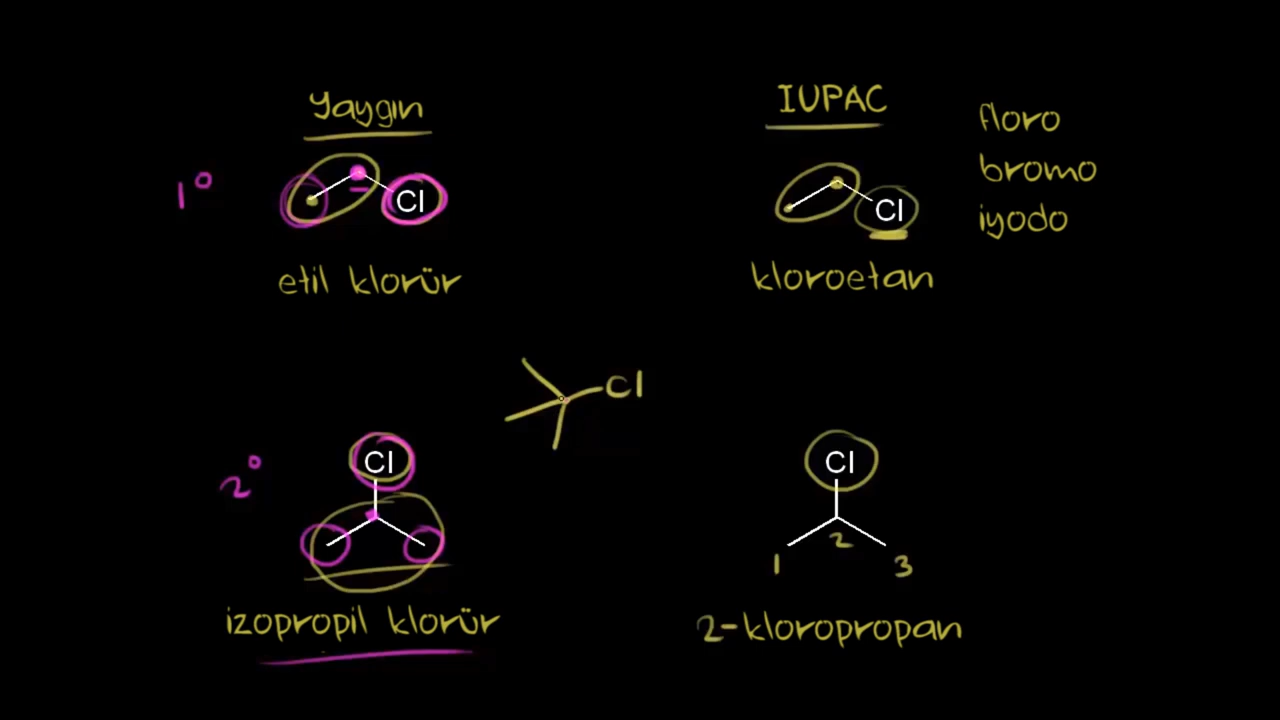 Yaygın
IUPAC
floro
bromo
iyodo
1°
Cl
Cl
etil klorür
kloroetan
Cl
2°
Cl
Cl
1
2
3
izopropil klorür
2-kloropropan